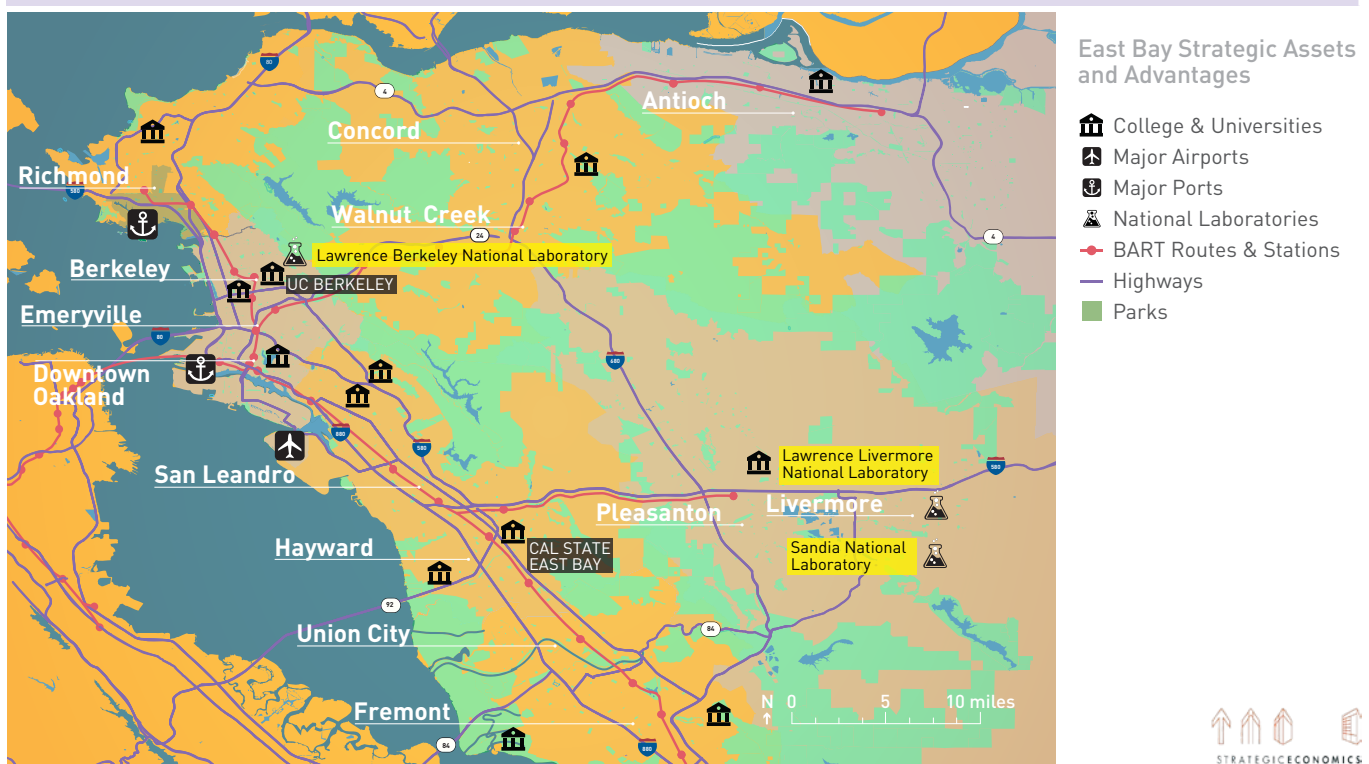 East Bay Strategic Assets
and Advantages
College & Universities
Major Airports
Major Ports
National Laboratories
BART Routes & Stations
Highways
Parks
80
4
Antioch
Concord
Richmond
580
Walnut Creek
24
4
Lawrence Berkeley National Laboratory
Berkeley
UC BERKELEY
Emeryville
80
680
Downtown
Oakland
880
580
San Leandro
Lawrence Livermore
National Laboratory
580
Pleasanton
Livermore
Hayward
CAL STATE
EAST BAY
Sandia National
Laboratory
92
Union City
84
Fremont
N 0 5 10 miles
84
880
STRATEGICECONOMICS